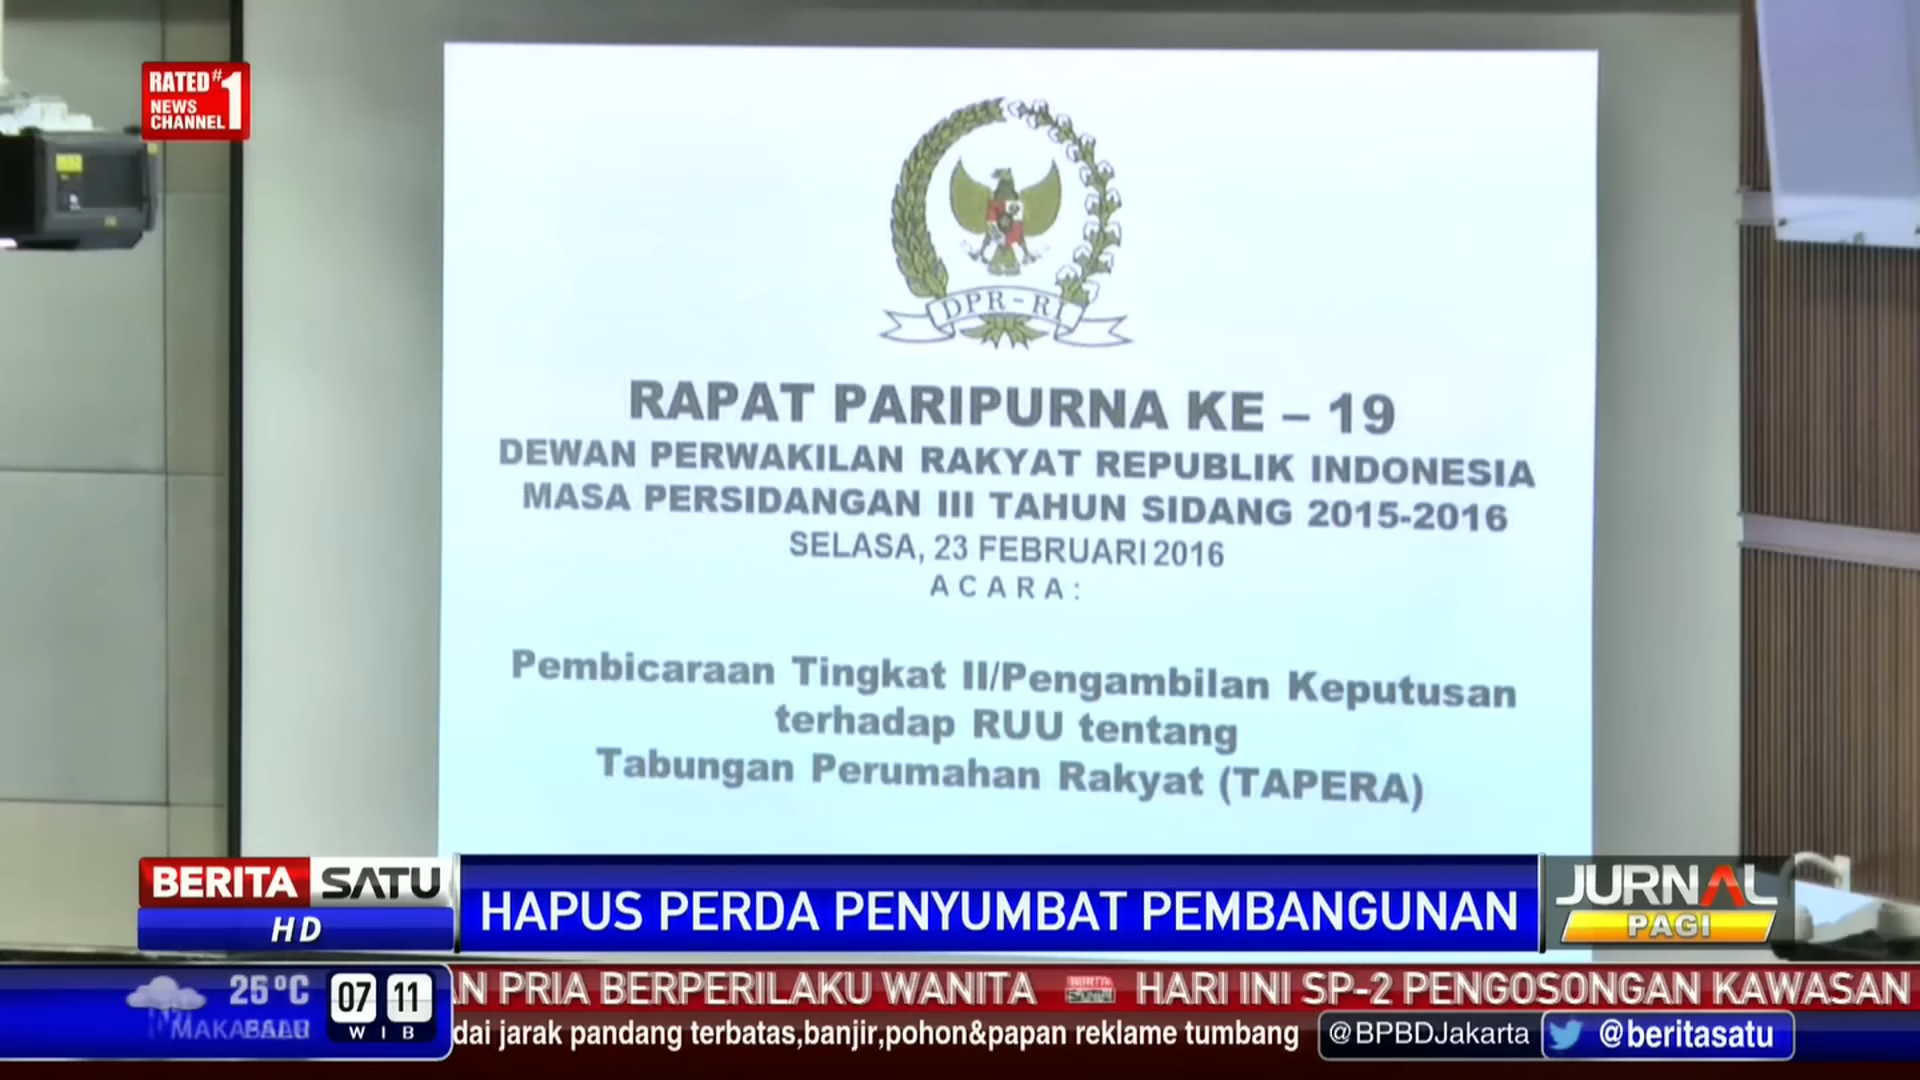 RATED #1
NEWS
CHANNEL
DPR-RI
RAPAT PARIPURNA KE – 19
DEWAN PERWAKILAN RAKYAT REPUBLIK INDONESIA
MASA PERSIDANGAN III TAHUN SIDANG 2015-2016
SELASA, 23 FEBRUARI 2016
A C A R A :
Pembicaraan Tingkat II/Pengambilan Keputusan
terhadap RUU tentang
Tabungan Perumahan Rakyat (TAPERA)
BERITA SATU
HD
HAPUS PERDA PENYUMBAT PEMBANGUNAN
JURNAL
PAGI
25°C
07 11
WIB
PRIA BERPERILAKU WANITA
HARI INI SP-2 PENGOSONGAN KAWASAN
dai jarak pandang terbatas,banjir,pohon&papan reklame tumbang
@BPBDJakarta
@beritasatu